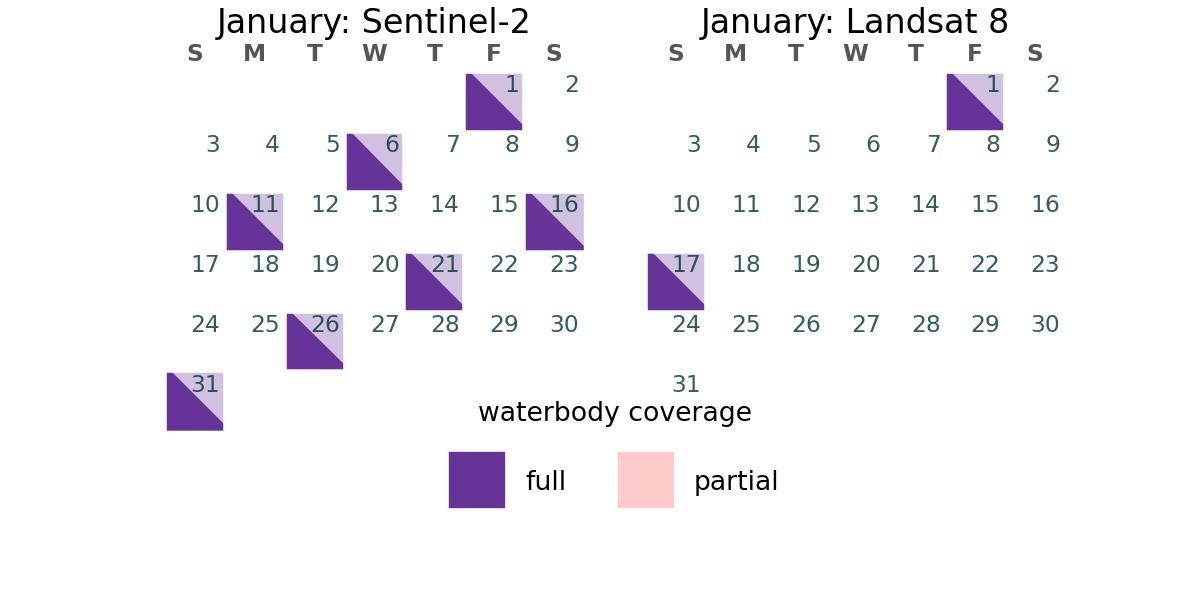 January: Sentinel-2
S M T W T F S
1 2
3 4 5 6 7 8 9
10 11 12 13 14 15 16
17 18 19 20 21 22 23
24 25 26 27 28 29 30
31
January: Landsat 8
S M T W T F S
1 2
3 4 5 6 7 8 9
10 11 12 13 14 15 16
17 18 19 20 21 22 23
24 25 26 27 28 29 30
31
waterbody coverage
full partial